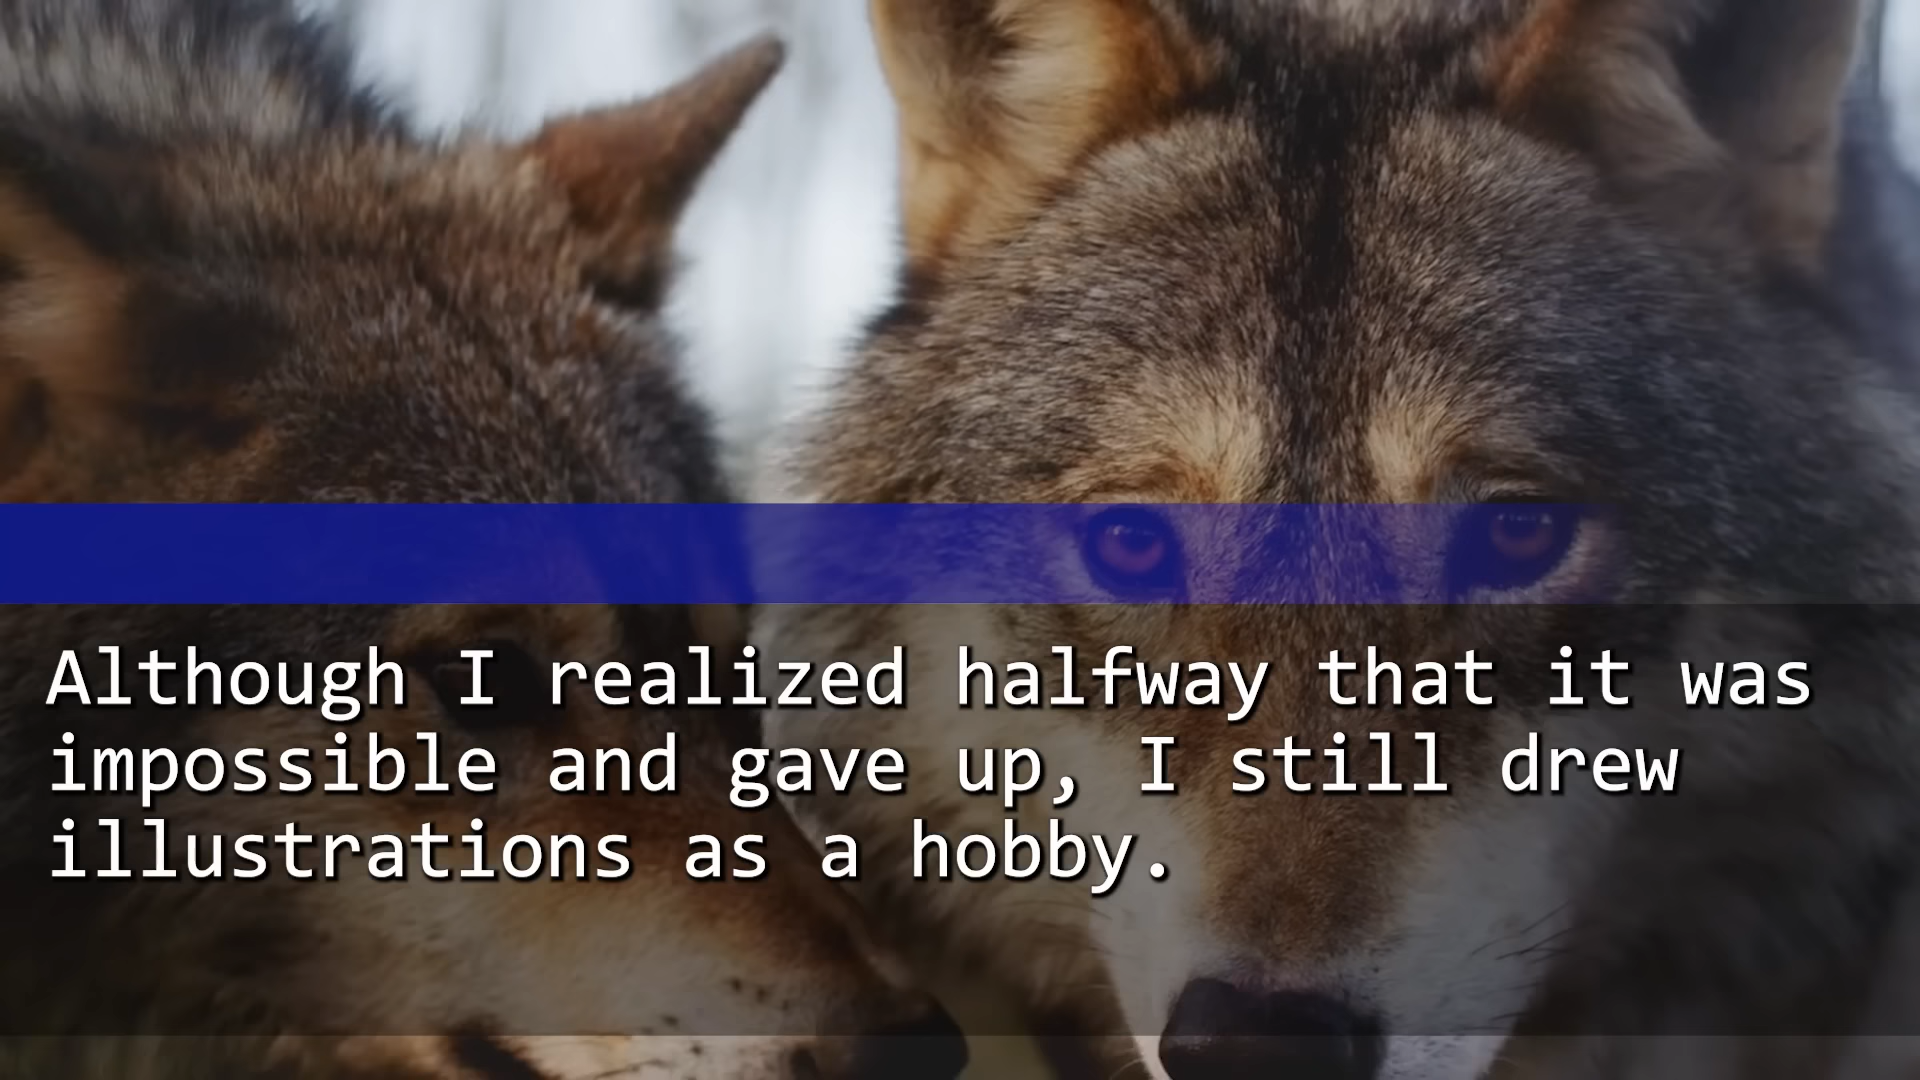 Although I realized halfway that it was
impossible and gave up, I still drew
illustrations as a hobby.